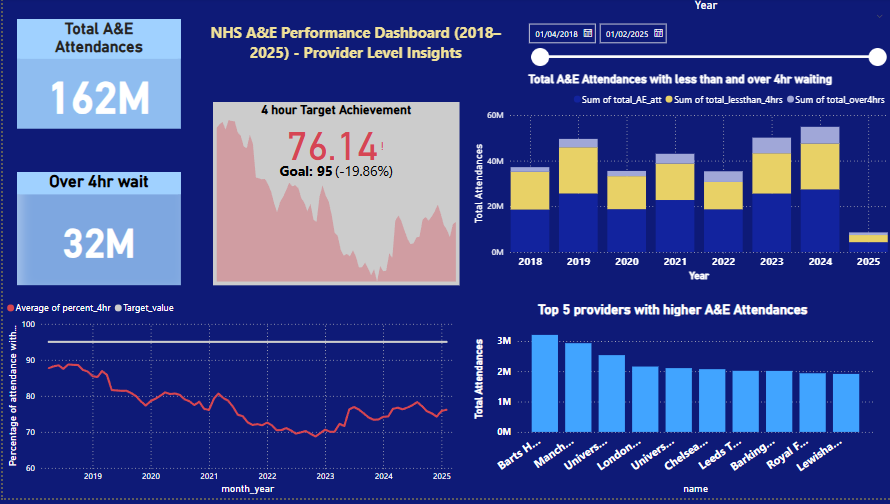 Year
Total A&E
Attendances
162M
NHS A&E Performance Dashboard (2018–
2025) - Provider Level Insights
01/04/2018
01/02/2025
Over 4hr wait
32M
4 hour Target Achievement
76.14!
Goal: 95 (-19.86%)
Total A&E Attendances with less than and over 4hr waiting
Sum of total_AE_att Sum of total_lessthan_4hrs Sum of total_over4hrs
Total Attendances
60M
40M
20M
0M
2018 2019 2020 2021 2022 2023 2024 2025
Year
Average of percent_4hr Target_value
Percentage of attendance with...
100
90
80
70
60
2019 2020 2021 2022 2023 2024 2025
month_year
Top 5 providers with higher A&E Attendances
Total Attendances
3M
2M
1M
0M
Barts H... Manch... Univers... London... Univers... Chelsea... Leeds T... Barking... Royal F... Lewisha...
name